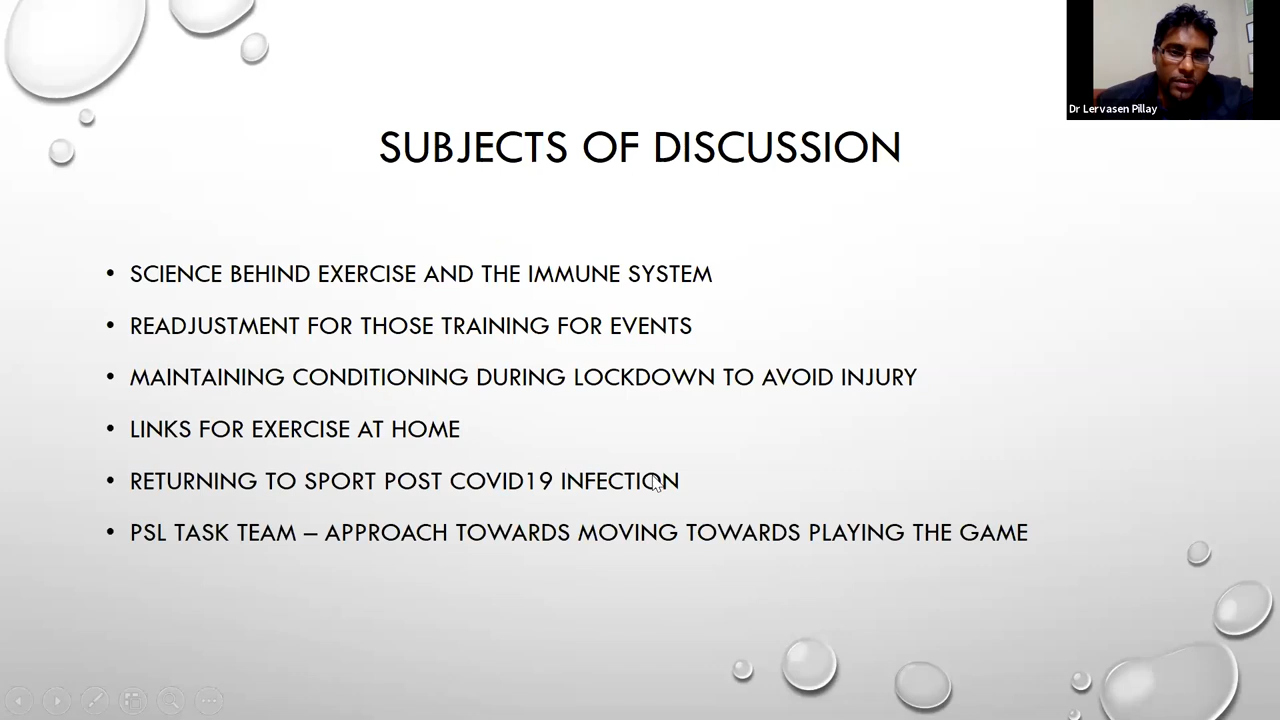 Dr Lervasen Pillay
SUBJECTS OF DISCUSSION
• SCIENCE BEHIND EXERCISE AND THE IMMUNE SYSTEM
• READJUSTMENT FOR THOSE TRAINING FOR EVENTS
• MAINTAINING CONDITIONING DURING LOCKDOWN TO AVOID INJURY
• LINKS FOR EXERCISE AT HOME
• RETURNING TO SPORT POST COVID19 INFECTION
• PSL TASK TEAM – APPROACH TOWARDS MOVING TOWARDS PLAYING THE GAME